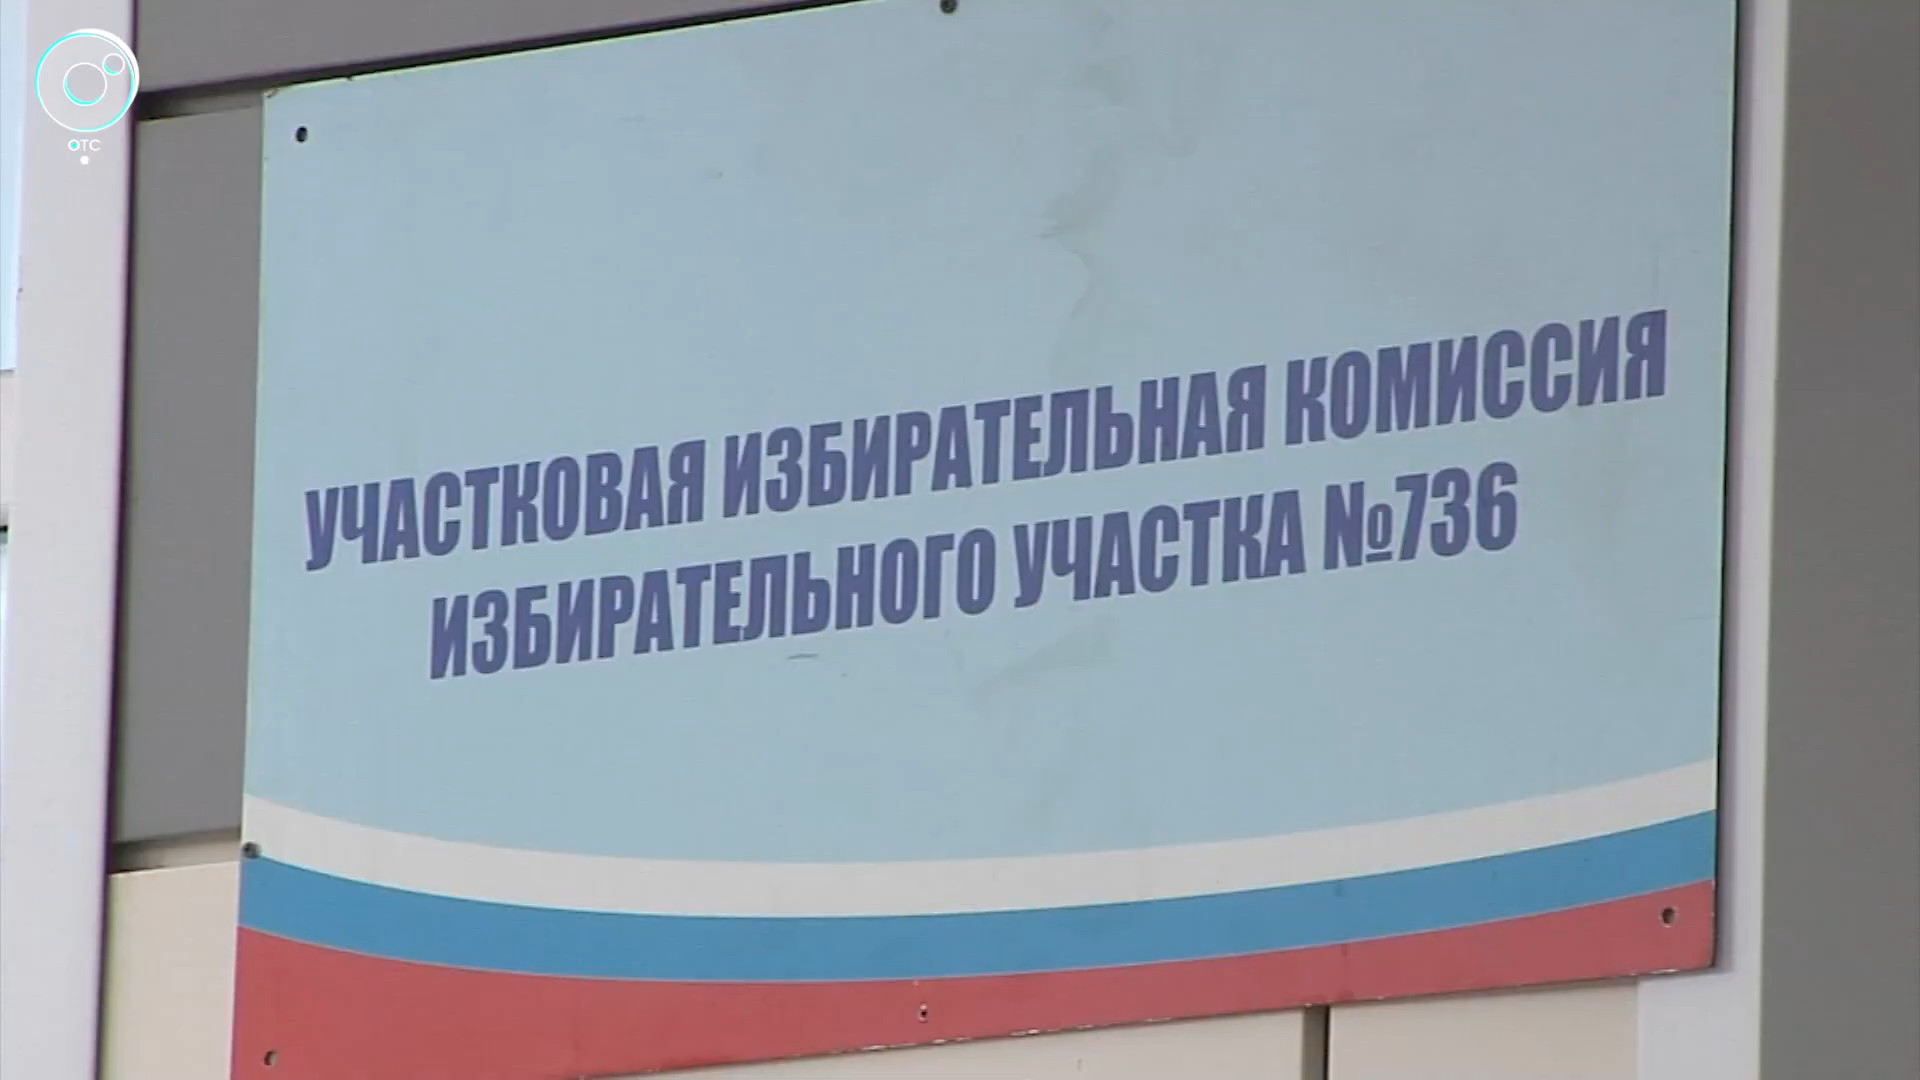 ОТС
УЧАСТКОВАЯ ИЗБИРАТЕЛЬНАЯ КОМИССИЯ
ИЗБИРАТЕЛЬНОГО УЧАСТКА №736